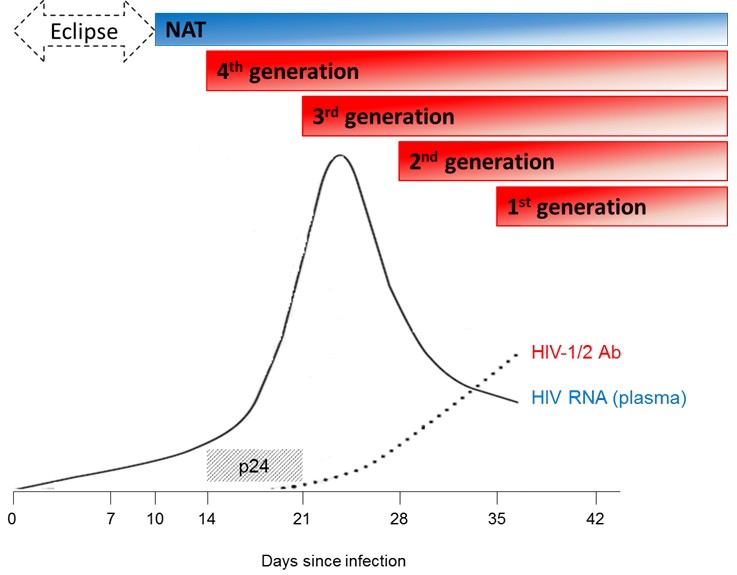 Eclipse
NAT
4th generation
3rd generation
2nd generation
1st generation
HIV-1/2 Ab
HIV RNA (plasma)
p24
0 7 10 14 21 28 35 42
Days since infection